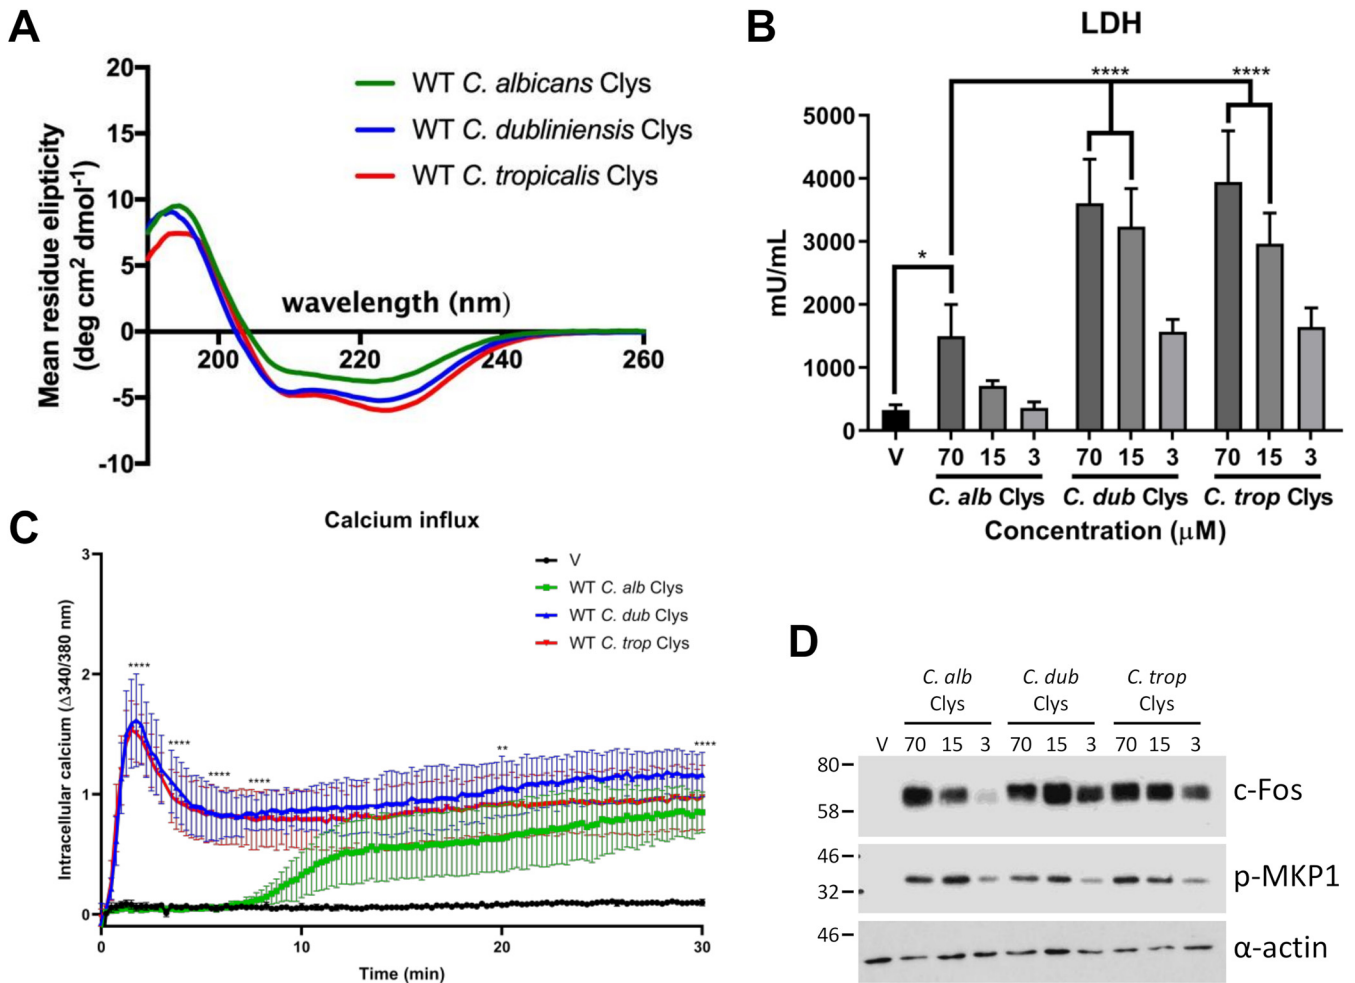 A
20
15
10
5
0
-5
-10
Mean residue elipticity
(deg cm² dmol⁻¹)
WT C. albicans Clys
WT C. dubliniensis Clys
WT C. tropicalis Clys
wavelength (nm)
200
220
240
260
B
LDH
****
****
*
5000
4000
3000
2000
1000
0
mU/mL
V
70 15 3
70 15 3
70 15 3
C. alb Clys
C. dub Clys
C. trop Clys
Concentration (μM)
C
Calcium influx
3
2
1
0
Intracellular calcium (Δ340/380 nm)
V
WT C. alb Clys
WT C. dub Clys
WT C. trop Clys
****
****
****
****
**
****
0
10
20
30
Time (min)
D
C. alb
Clys
C. dub
Clys
C. trop
Clys
V 70 15 3 70 15 3 70 15 3
80
58
c-Fos
46
32
p-MKP1
46
α-actin